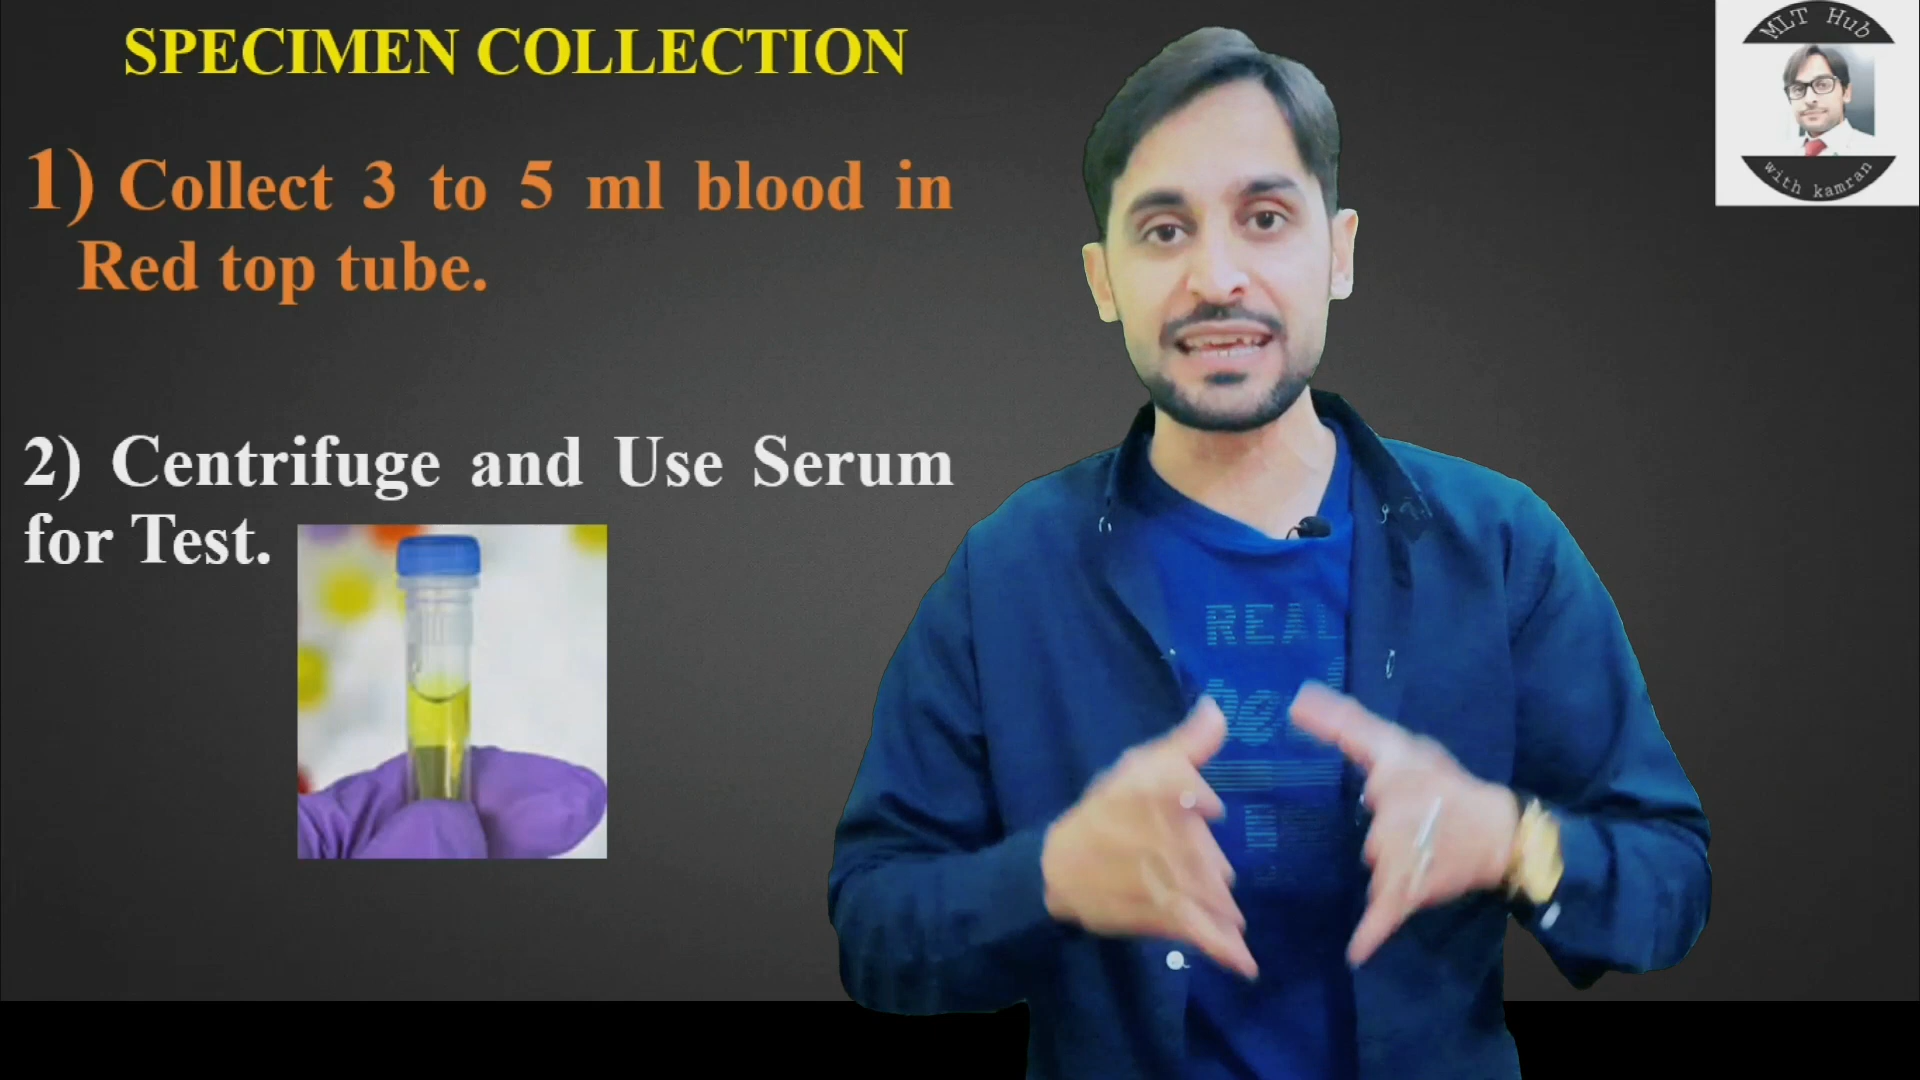 SPECIMEN COLLECTION
1) Collect 3 to 5 ml blood in
Red top tube.
2) Centrifuge and Use Serum
for Test.
MLT Hub
with kamran
REAL